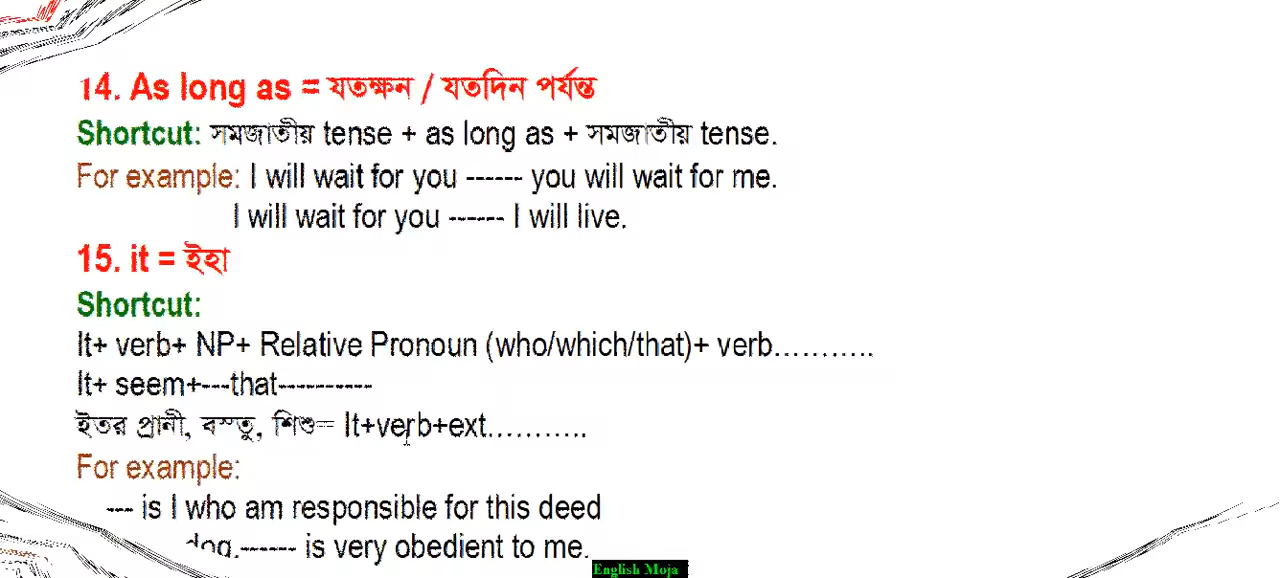 14. As long as = যতক্ষন / যতদিন পর্যন্ত
Shortcut: সমজাতীয় tense + as long as + সমজাতীয় tense.
For example: I will wait for you ------ you will wait for me.
I will wait for you ------ I will live.
15. it = ইহা
Shortcut:
It+ verb+ NP+ Relative Pronoun (who/which/that)+ verb...........
It+ seem+---that----------
ইতর প্রানী, বস্তু, শিশু= It+verb+ext...........
For example:
--- is I who am responsible for this deed
dog.------ is very obedient to me.
English Moja